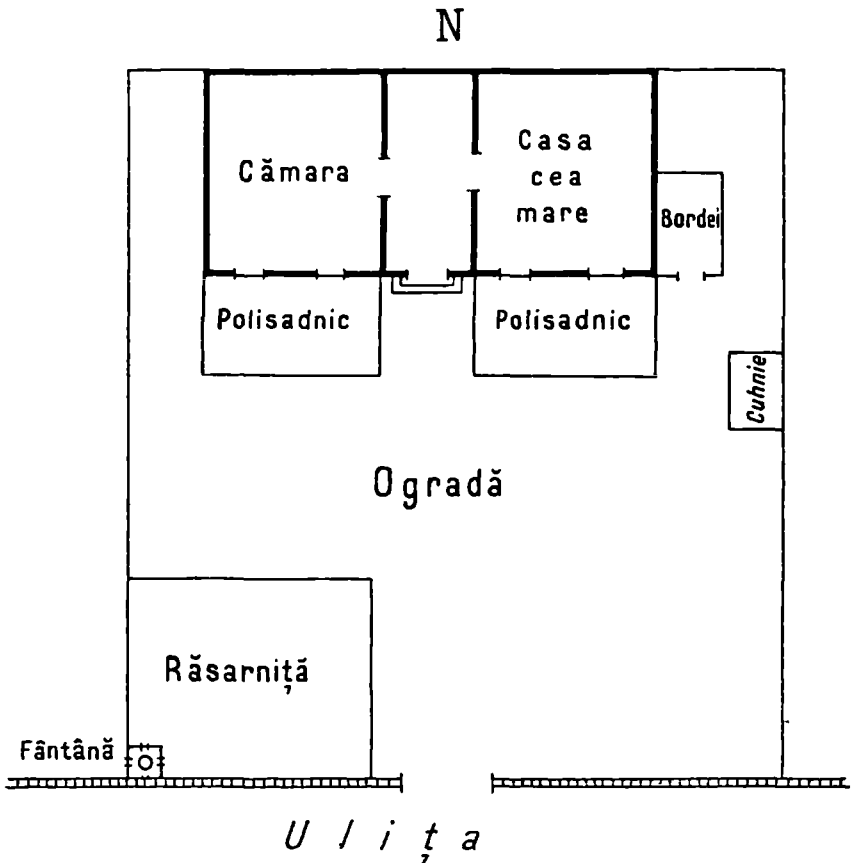 N
Cămara
Casa
cea
mare
Bordei
Polisadnic
Polisadnic
Cuhnie
Ogradă
Răsarniță
Fântână
Ulița